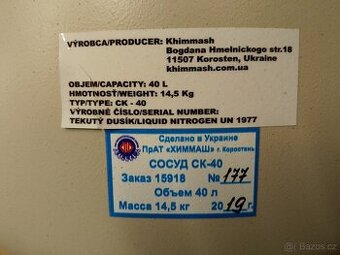 VÝROBCA/PRODUCER: Khimmash
Bogdana Hmelnickogo str.18
11507 Korosten, Ukraine
khimmash.com.ua
OBJEM/CAPACITY: 40 L
HMOTNOSŤ/WEIGHT: 14,5 Kg
TYP/TYPE: CK - 40
VÝROBNÉ ČÍSLO/SERIAL NUMBER:
TEKUTÝ DUSÍK/LIQUID NITROGEN UN 1977
Сделано в Украине
ПрАТ «ХИММАШ» г. Коростень
СОСУД СК-40
Заказ 15918 № 177
Объем 40 л
Масса 14,5 кг 2019 г.
Bazos.cz